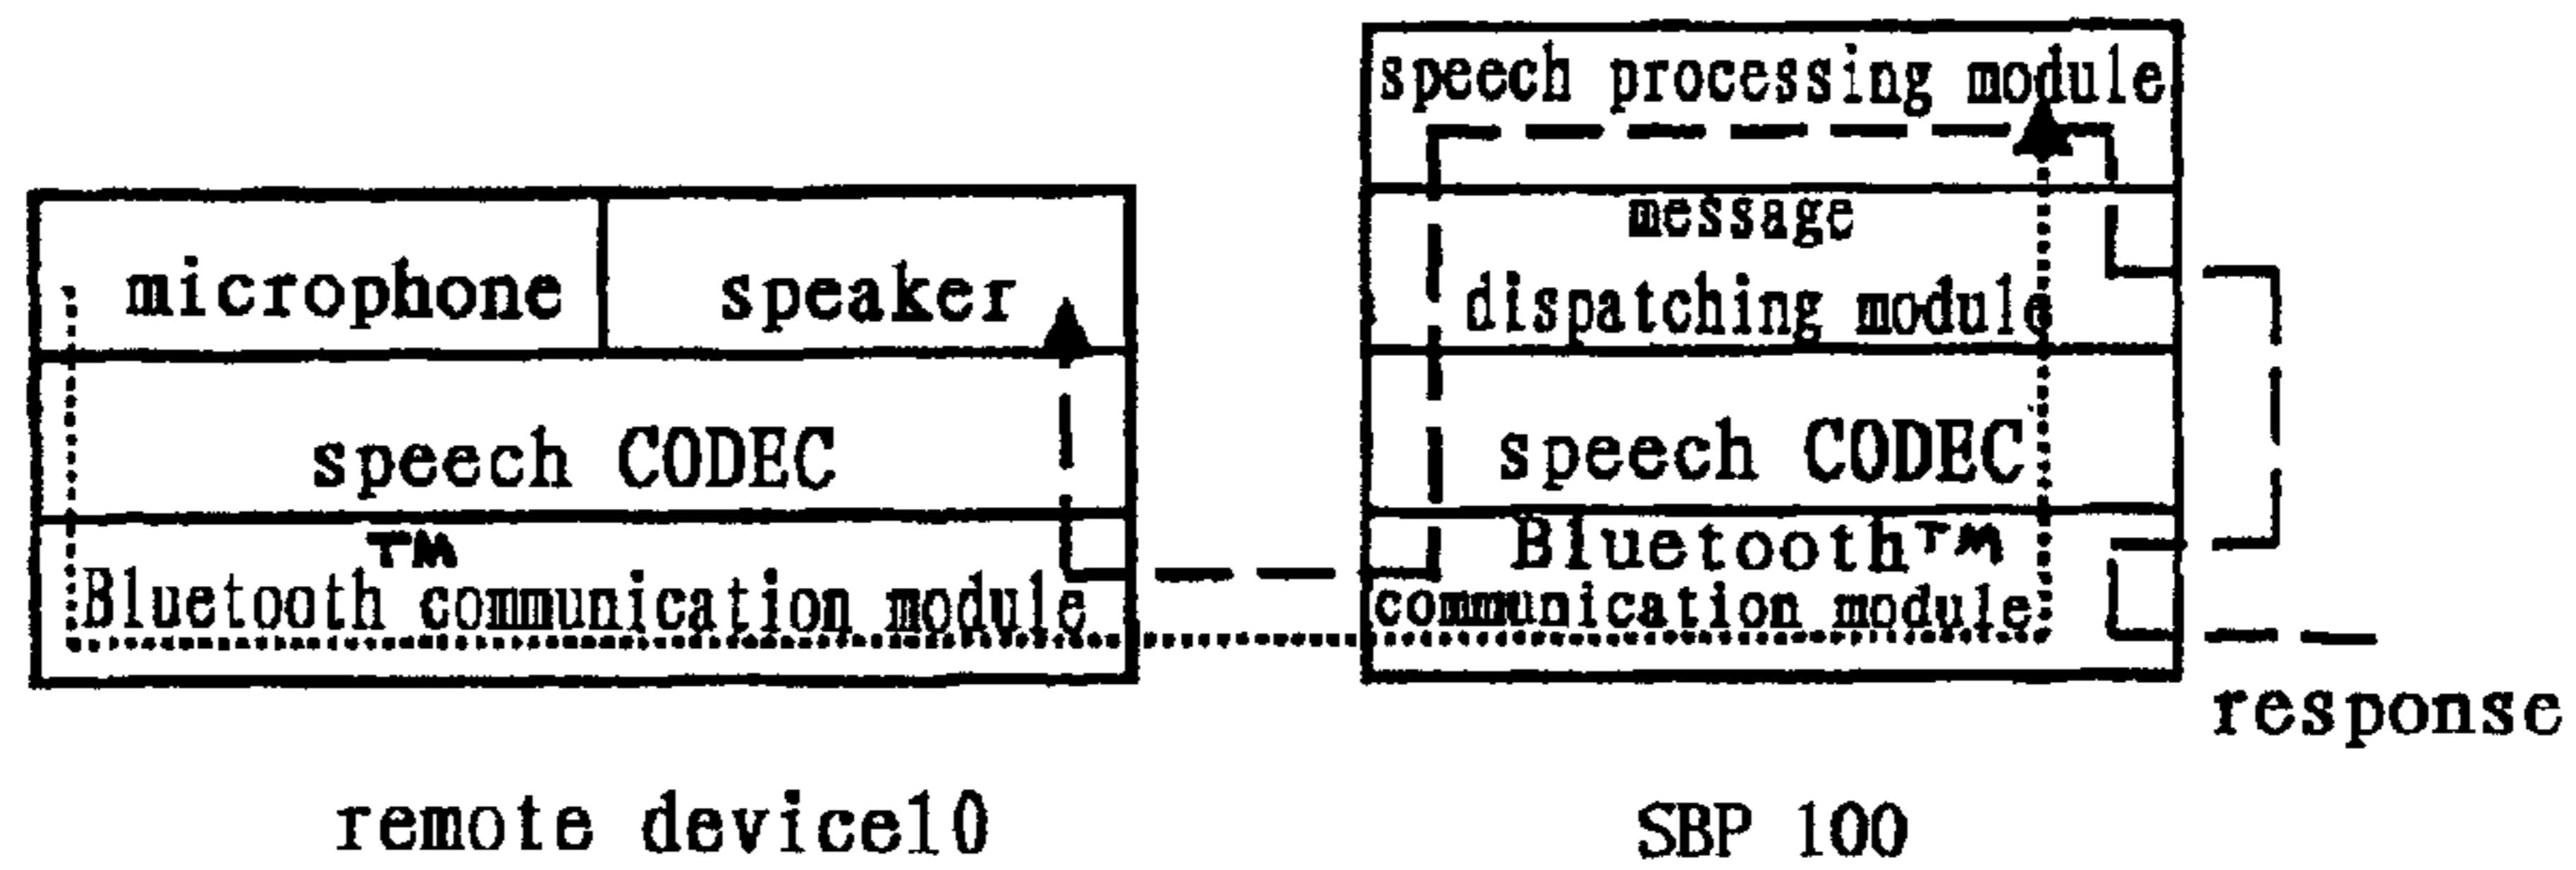 microphone
speaker
speech CODEC
TM
Bluetooth communication module
remote device10
speech processing module
message
dispatching module
speech CODEC
Bluetooth™
communication module
response
SBP 100